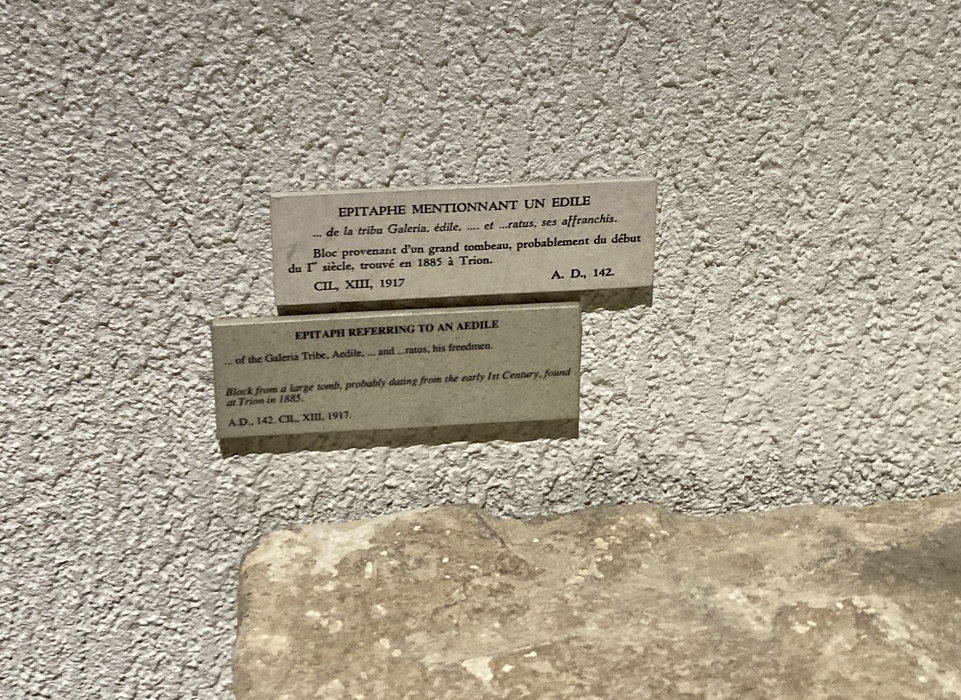 EPITAPHE MENTIONNANT UN EDILE
... de la tribu Galeria, édile, .... et ...ratus, ses affranchis.
Bloc provenant d'un grand tombeau, probablement du début
du Iᵉʳ siècle, trouvé en 1885 à Trion.
CIL, XIII, 1917 A. D., 142.
EPITAPH REFERRING TO AN AEDILE
... of the Galeria Tribe, Aedile, ... and ...ratus, his freedmen.
Block from a large tomb, probably dating from the early 1st Century, found
at Trion in 1885.
A.D., 142. CIL, XIII, 1917.